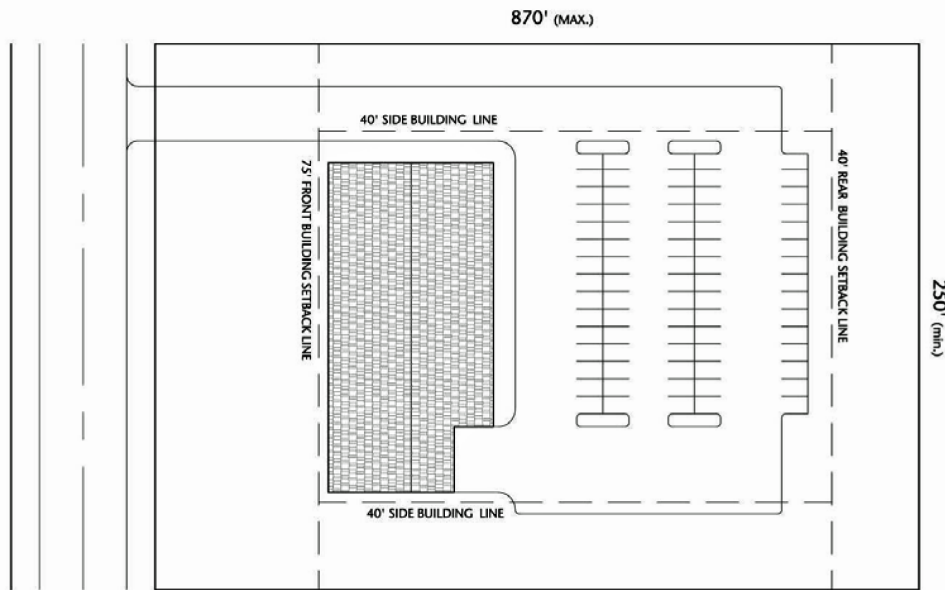 870' (MAX.)
40' SIDE BUILDING LINE
75' FRONT BUILDING SETBACK LINE
40' REAR BUILDING SETBACK LINE
250' (min.)
40' SIDE BUILDING LINE